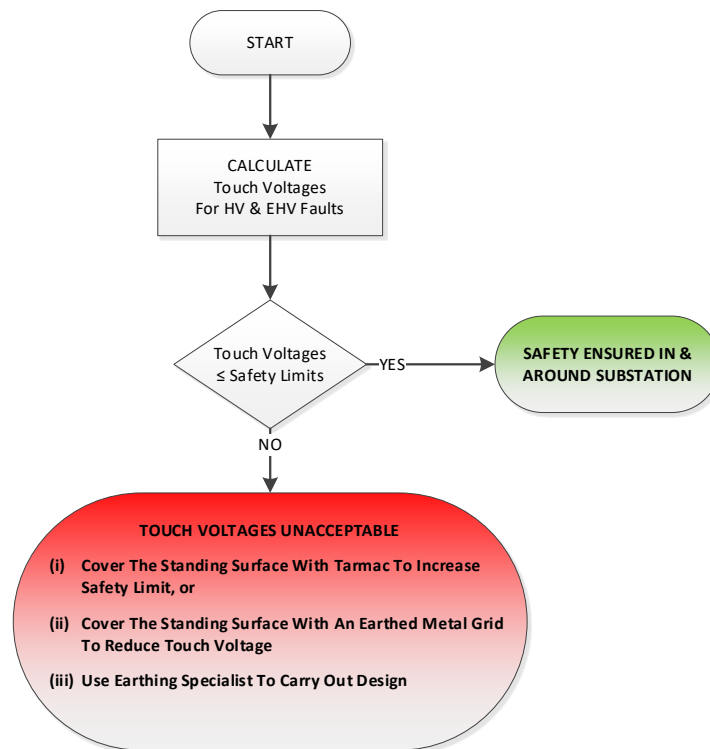 START
CALCULATE
Touch Voltages
For HV & EHV Faults
Touch Voltages
≤ Safety Limits
YES
SAFETY ENSURED IN &
AROUND SUBSTATION
NO
TOUCH VOLTAGES UNACCEPTABLE
(i) Cover The Standing Surface With Tarmac To Increase
Safety Limit, or
(ii) Cover The Standing Surface With An Earthed Metal Grid
To Reduce Touch Voltage
(iii) Use Earthing Specialist To Carry Out Design